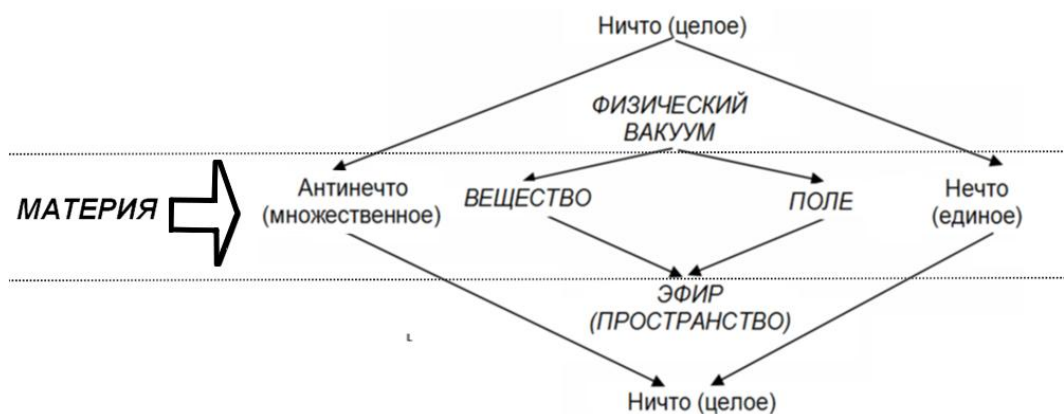 Ничто (целое)
ФИЗИЧЕСКИЙ
ВАКУУМ
МАТЕРИЯ
Антинечто
(множественное)
ВЕЩЕСТВО
ПОЛЕ
Нечто
(единое)
ЭФИР
(ПРОСТРАНСТВО)
Ничто (целое)